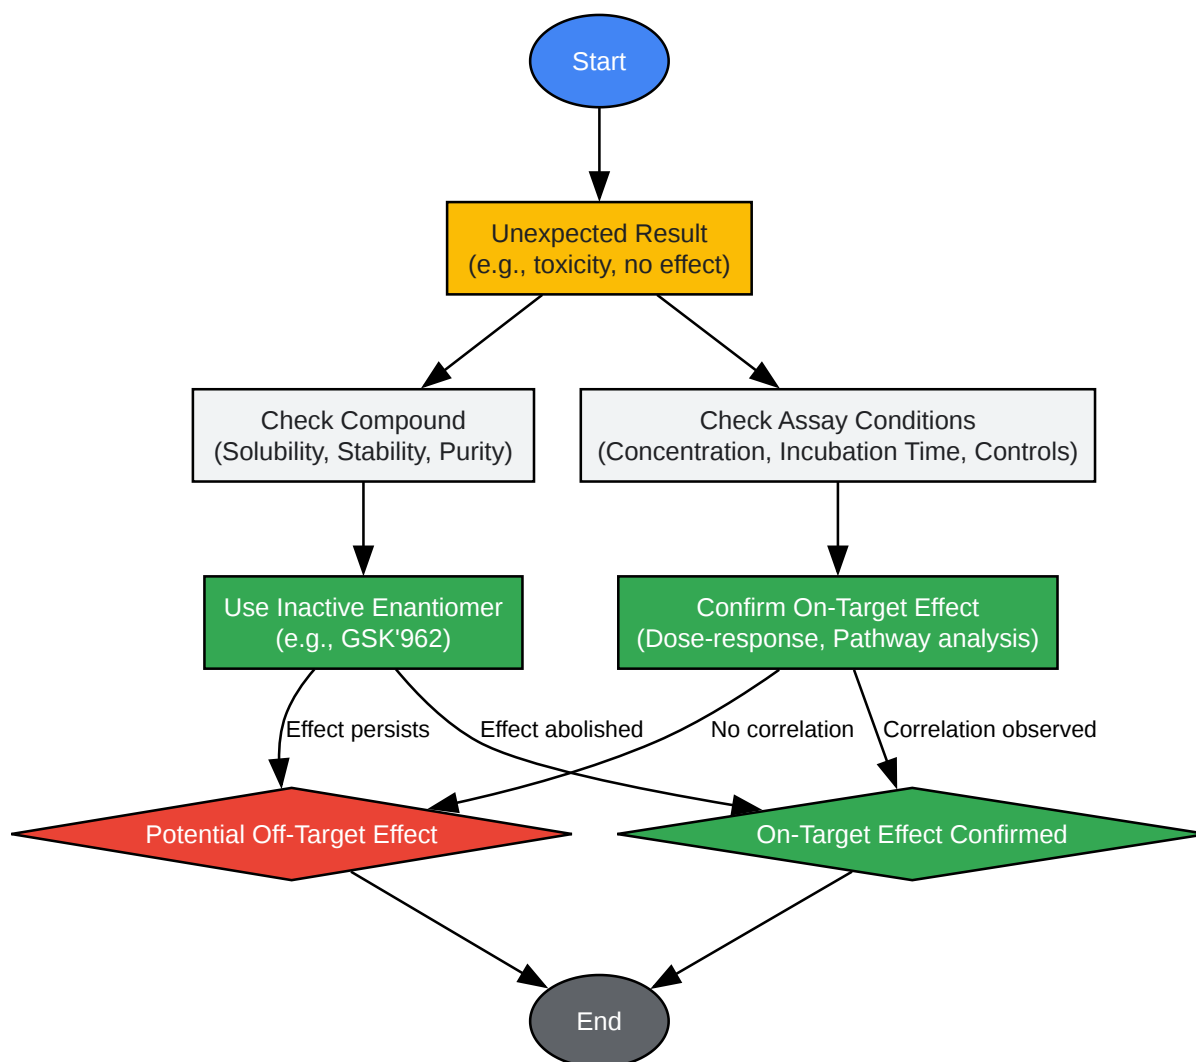 Start
Unexpected Result
(e.g., toxicity, no effect)
Check Compound
(Solubility, Stability, Purity)
Check Assay Conditions
(Concentration, Incubation Time, Controls)
Use Inactive Enantiomer
(e.g., GSK'962)
Confirm On-Target Effect
(Dose-response, Pathway analysis)
Effect persists
Effect abolished
No correlation
Correlation observed
Potential Off-Target Effect
On-Target Effect Confirmed
End